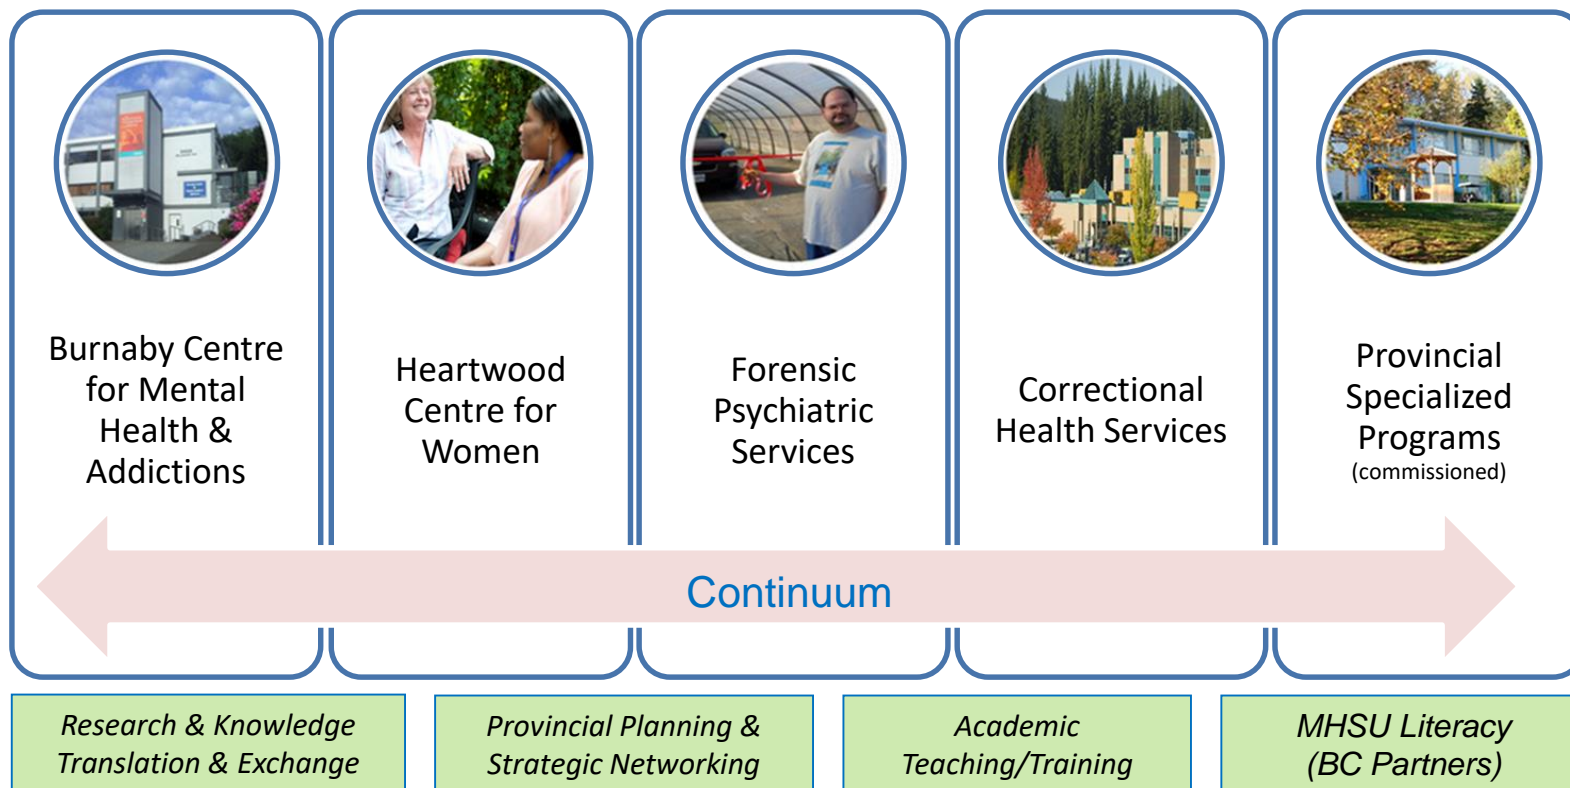 Burnaby Centre
for Mental
Health &
Addictions
Heartwood
Centre for
Women
Forensic
Psychiatric
Services
Correctional
Health Services
Provincial
Specialized
Programs
(commissioned)
Continuum
Research & Knowledge
Translation & Exchange
Provincial Planning &
Strategic Networking
Academic
Teaching/Training
MHSU Literacy
(BC Partners)